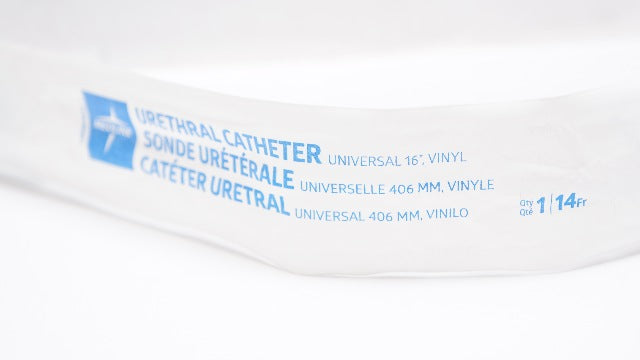 URETHRAL CATHETER UNIVERSAL 16", VINYL
SONDE URÉTÉRALE UNIVERSELLE 406 MM, VINYLE
CATÉTER URETRAL UNIVERSAL 406 MM, VINILO
Qty
Qté 1 | 14Fr